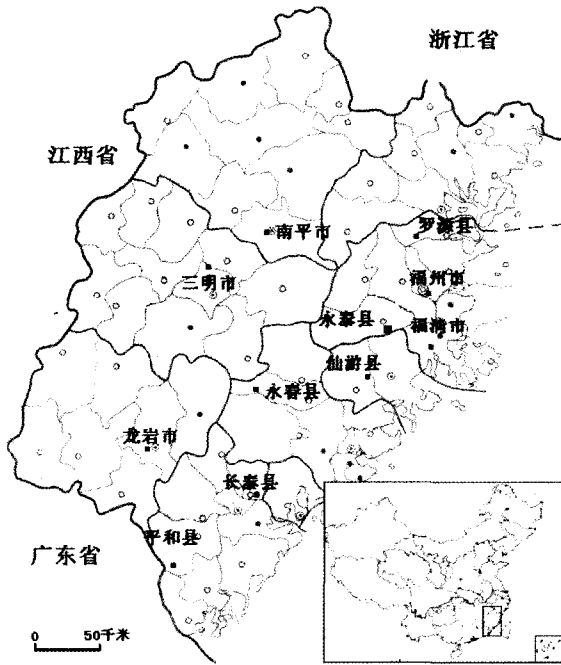 浙江省
江西省
罗源县
南平市
福州市
三明市
永泰县
福清市
仙游县
永春县
龙岩市
长泰县
平和县
广东省
0 50千米